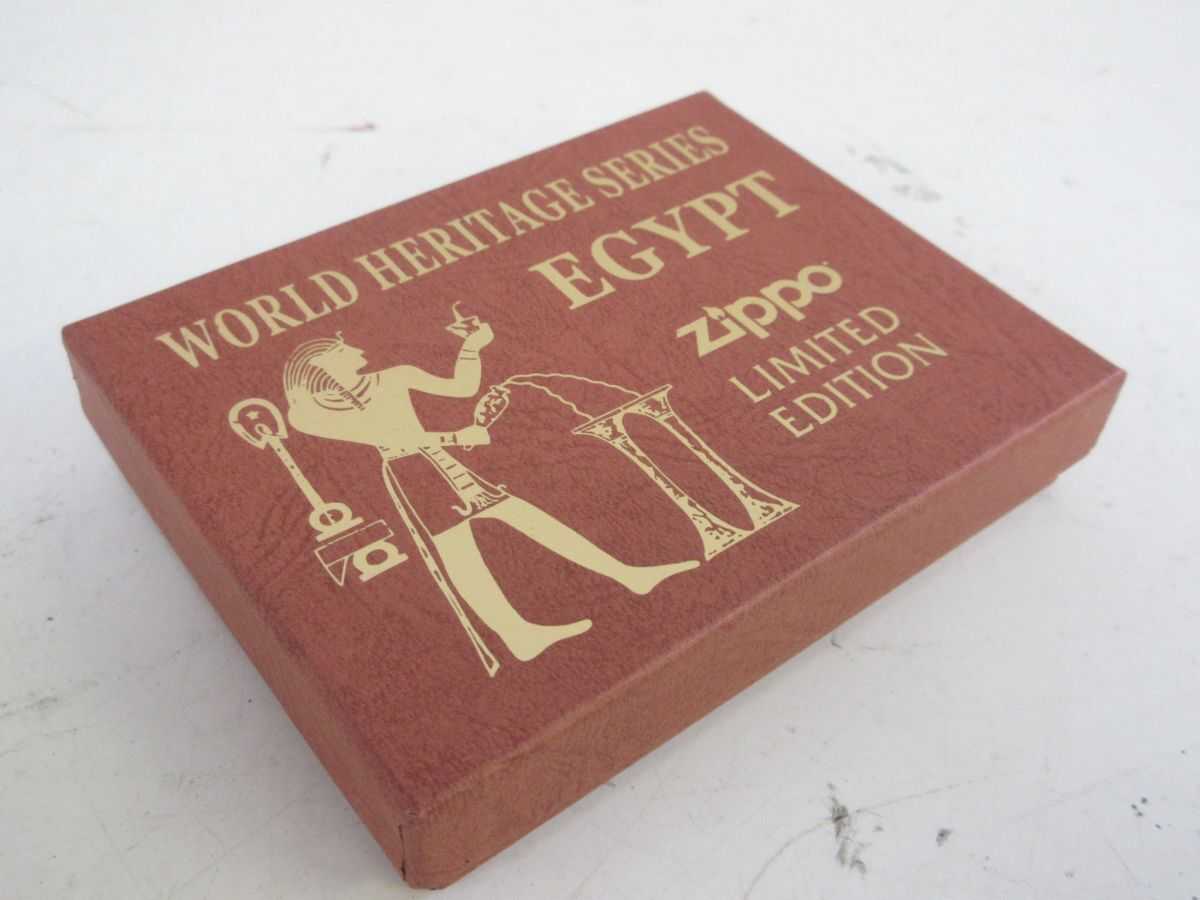 WORLD HERITAGE SERIES
EGYPT
zippo
LIMITED
EDITION